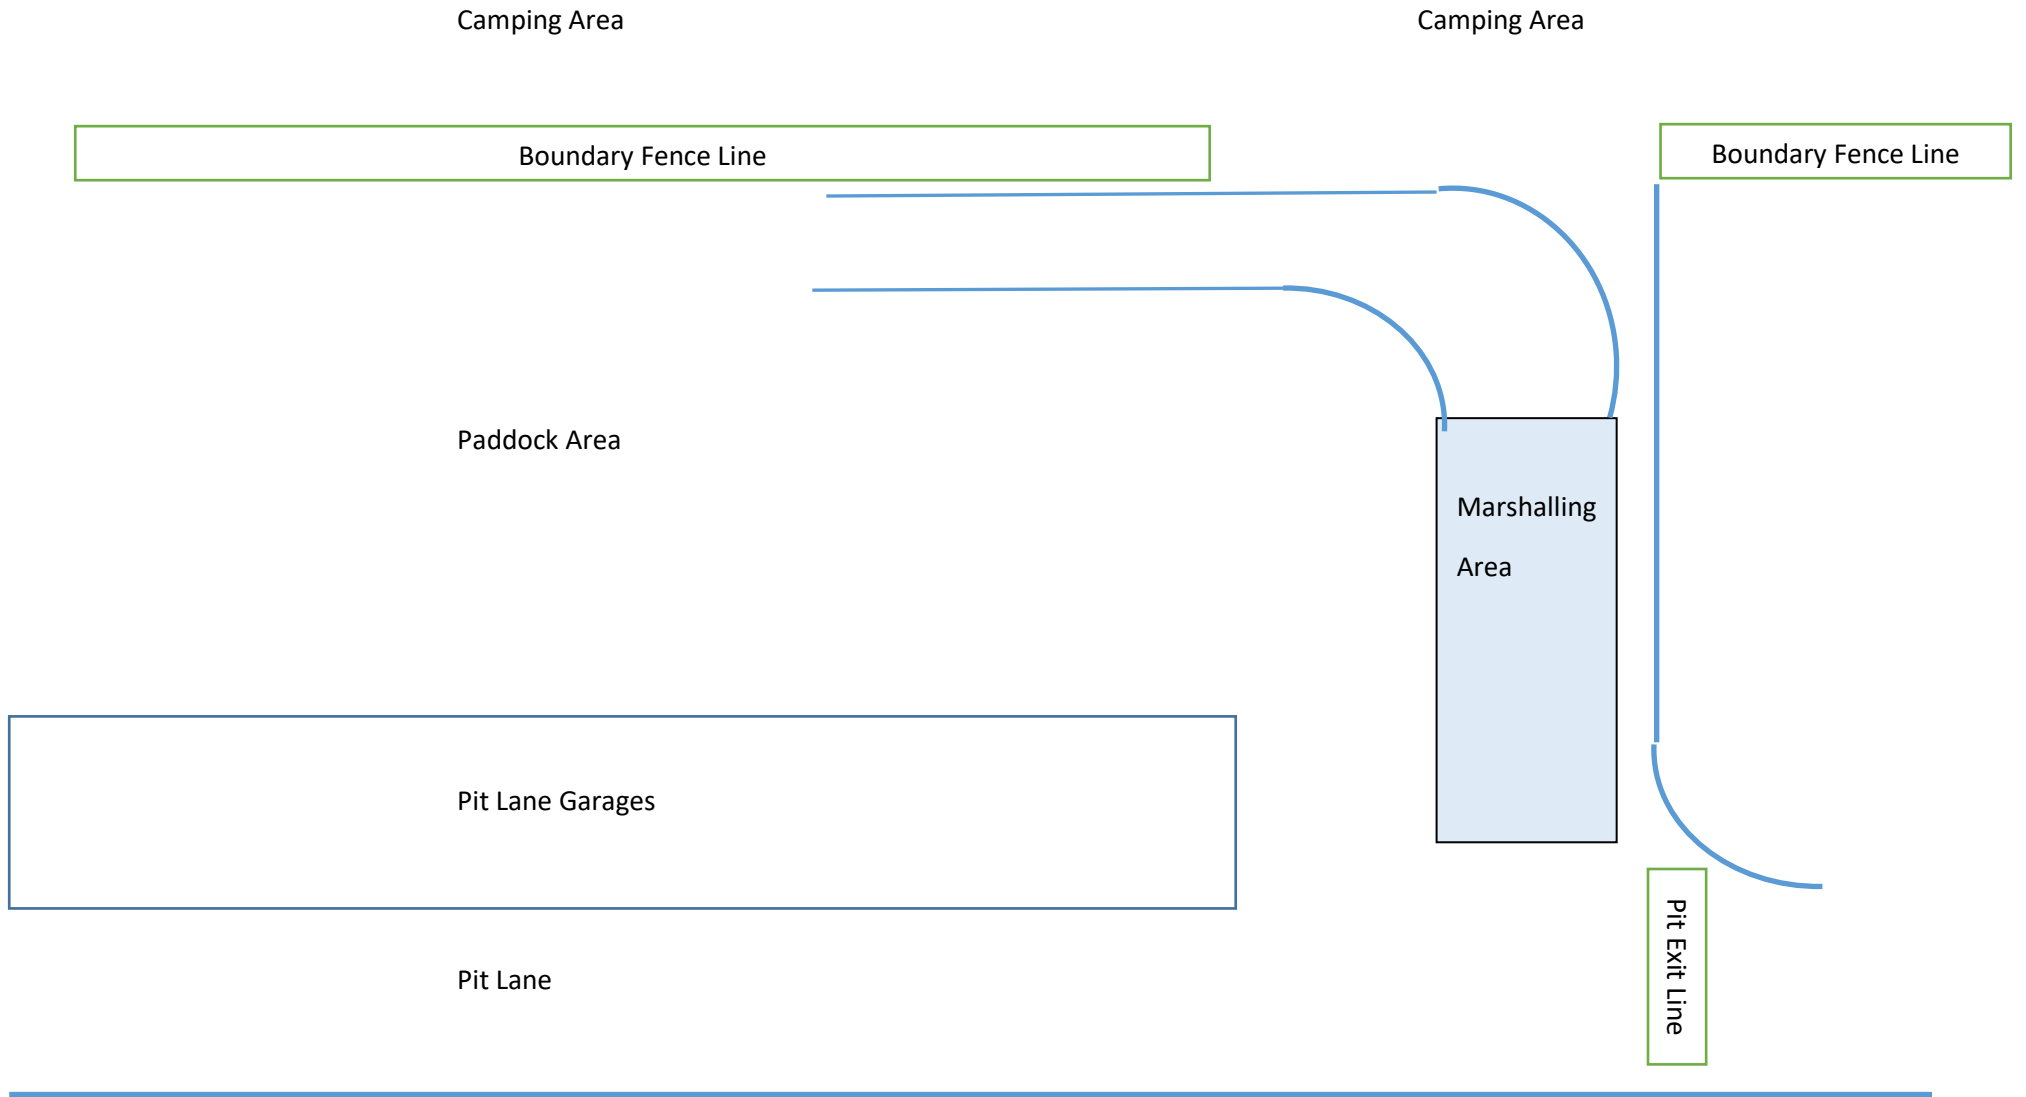 Camping Area
Camping Area
Boundary Fence Line
Boundary Fence Line
Paddock Area
Marshalling
Area
Pit Lane Garages
Pit Exit Line
Pit Lane